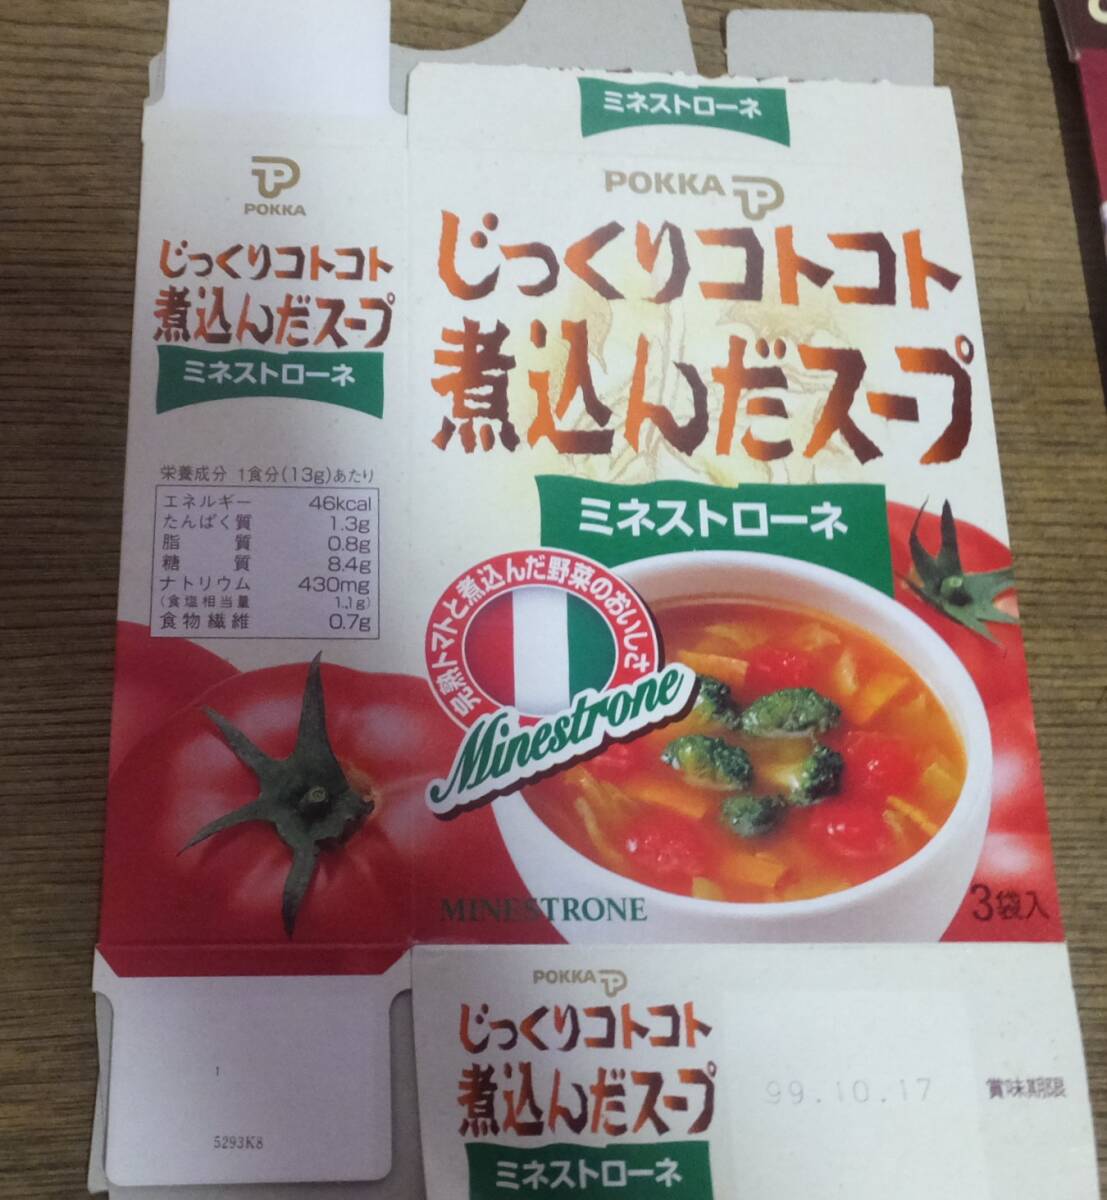 ミネストローネ
POKKA
じっくりコトコト
煮込んだスープ
ミネストローネ
栄養成分 1食分(13g)あたり
エネルギー 46kcal
たんぱく質 1.3g
脂質 0.8g
糖質 8.4g
ナトリウム 430mg
(食塩相当量 1.1g)
食物繊維 0.7g
POKKA
じっくりコトコト
煮込んだスープ
ミネストローネ
完熟トマトと煮込んだ野菜のおいしさ
Minestrone
MINESTRONE
3袋入
1
5293K8
POKKA
じっくりコトコト
煮込んだスープ
ミネストローネ
99.10.17
賞味期限